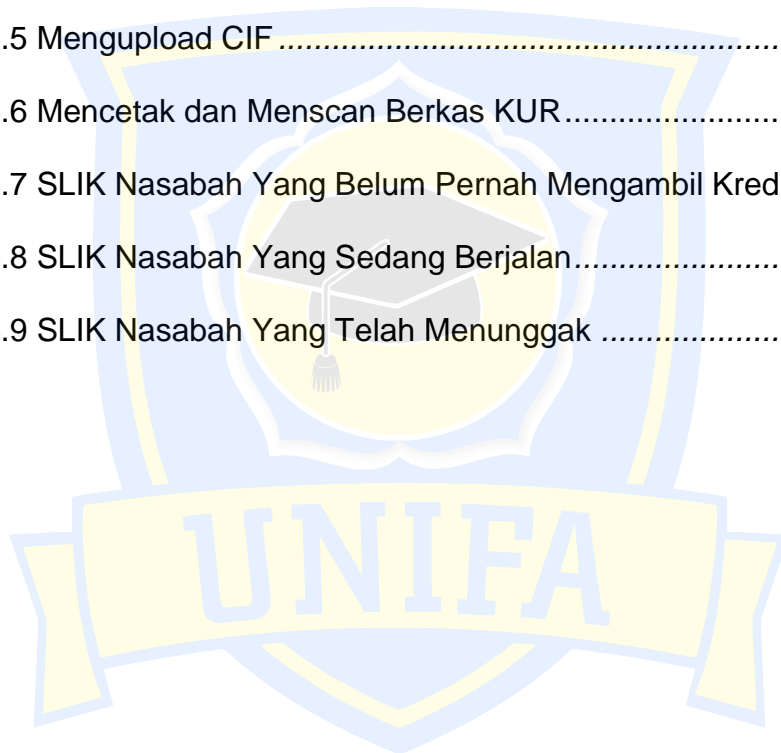 .5 Mengupload CIF ........................................................
.6 Mencetak dan Menscan Berkas KUR ........................
.7 SLIK Nasabah Yang Belum Pernah Mengambil Kred
.8 SLIK Nasabah Yang Sedang Berjalan .......................
.9 SLIK Nasabah Yang Telah Menunggak ....................
UNIFA